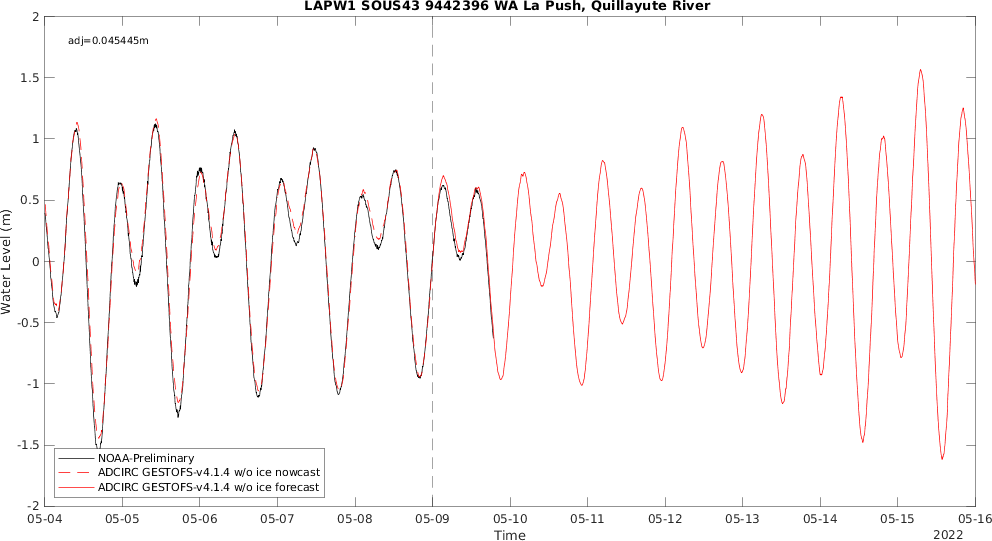 LAPW1 SOUS43 9442396 WA La Push, Quillayute River
adj=0.045445m
2
1.5
1
0.5
0
-0.5
-1
-1.5
-2
Water Level (m)
NOAA-Preliminary
ADCIRC GESTOFS-v4.1.4 w/o ice nowcast
ADCIRC GESTOFS-v4.1.4 w/o ice forecast
05-04 05-05 05-06 05-07 05-08 05-09 05-10 05-11 05-12 05-13 05-14 05-15 05-16
Time
2022